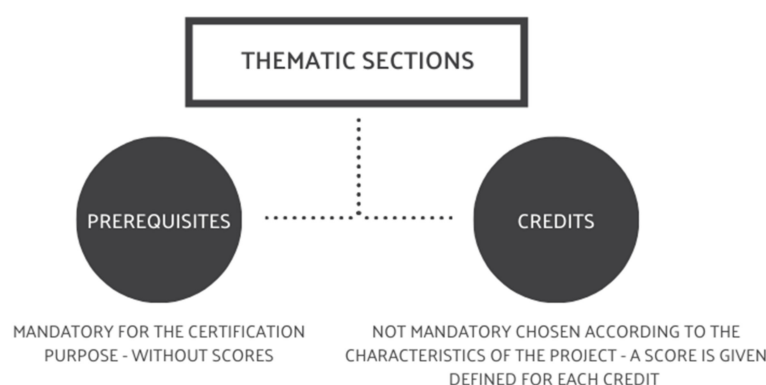 THEMATIC SECTIONS
PREREQUISITES
CREDITS
MANDATORY FOR THE CERTIFICATION
PURPOSE - WITHOUT SCORES
NOT MANDATORY CHOSEN ACCORDING TO THE
CHARACTERISTICS OF THE PROJECT - A SCORE IS GIVEN
DEFINED FOR EACH CREDIT